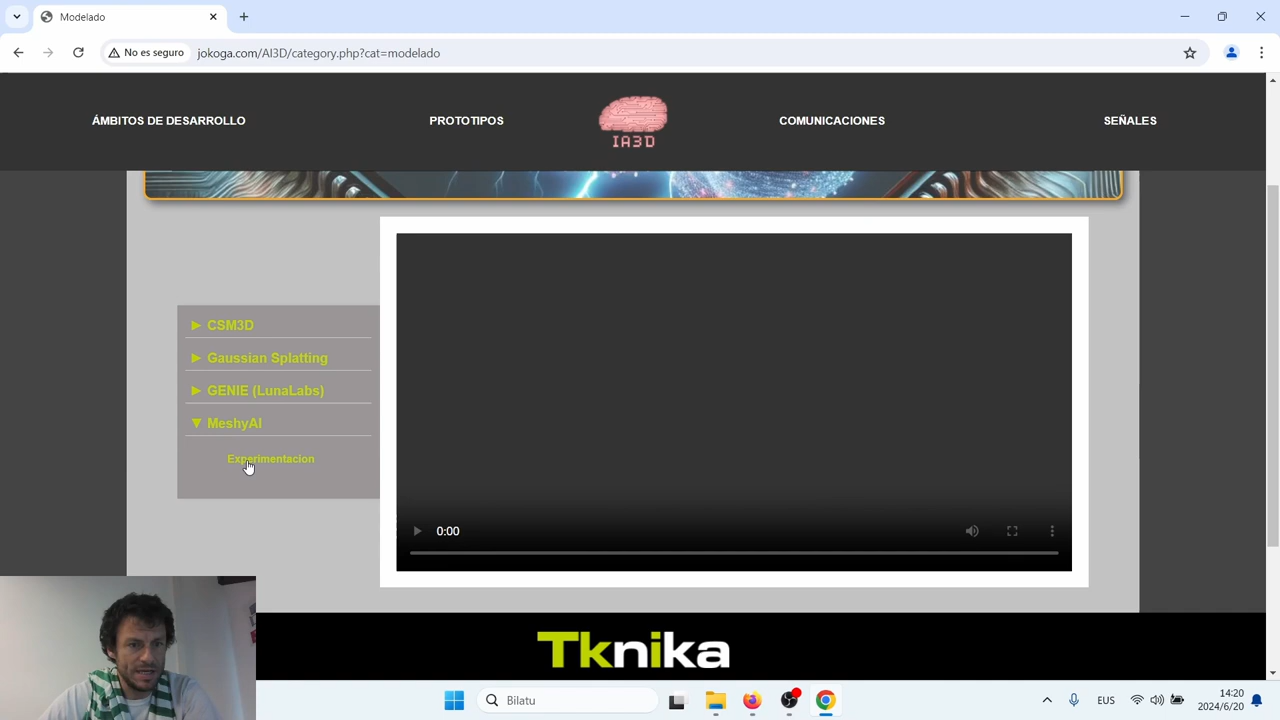 Modelado
No es seguro
jokoga.com/AI3D/category.php?cat=modelado
ÁMBITOS DE DESARROLLO
PROTOTIPOS
IA3D
COMUNICACIONES
SEÑALES
CSM3D
Gaussian Splatting
GENIE (LunaLabs)
MeshyAI
Experimentacion
0:00
Tknika
Bilatu
EUS
14:20
2024/6/20